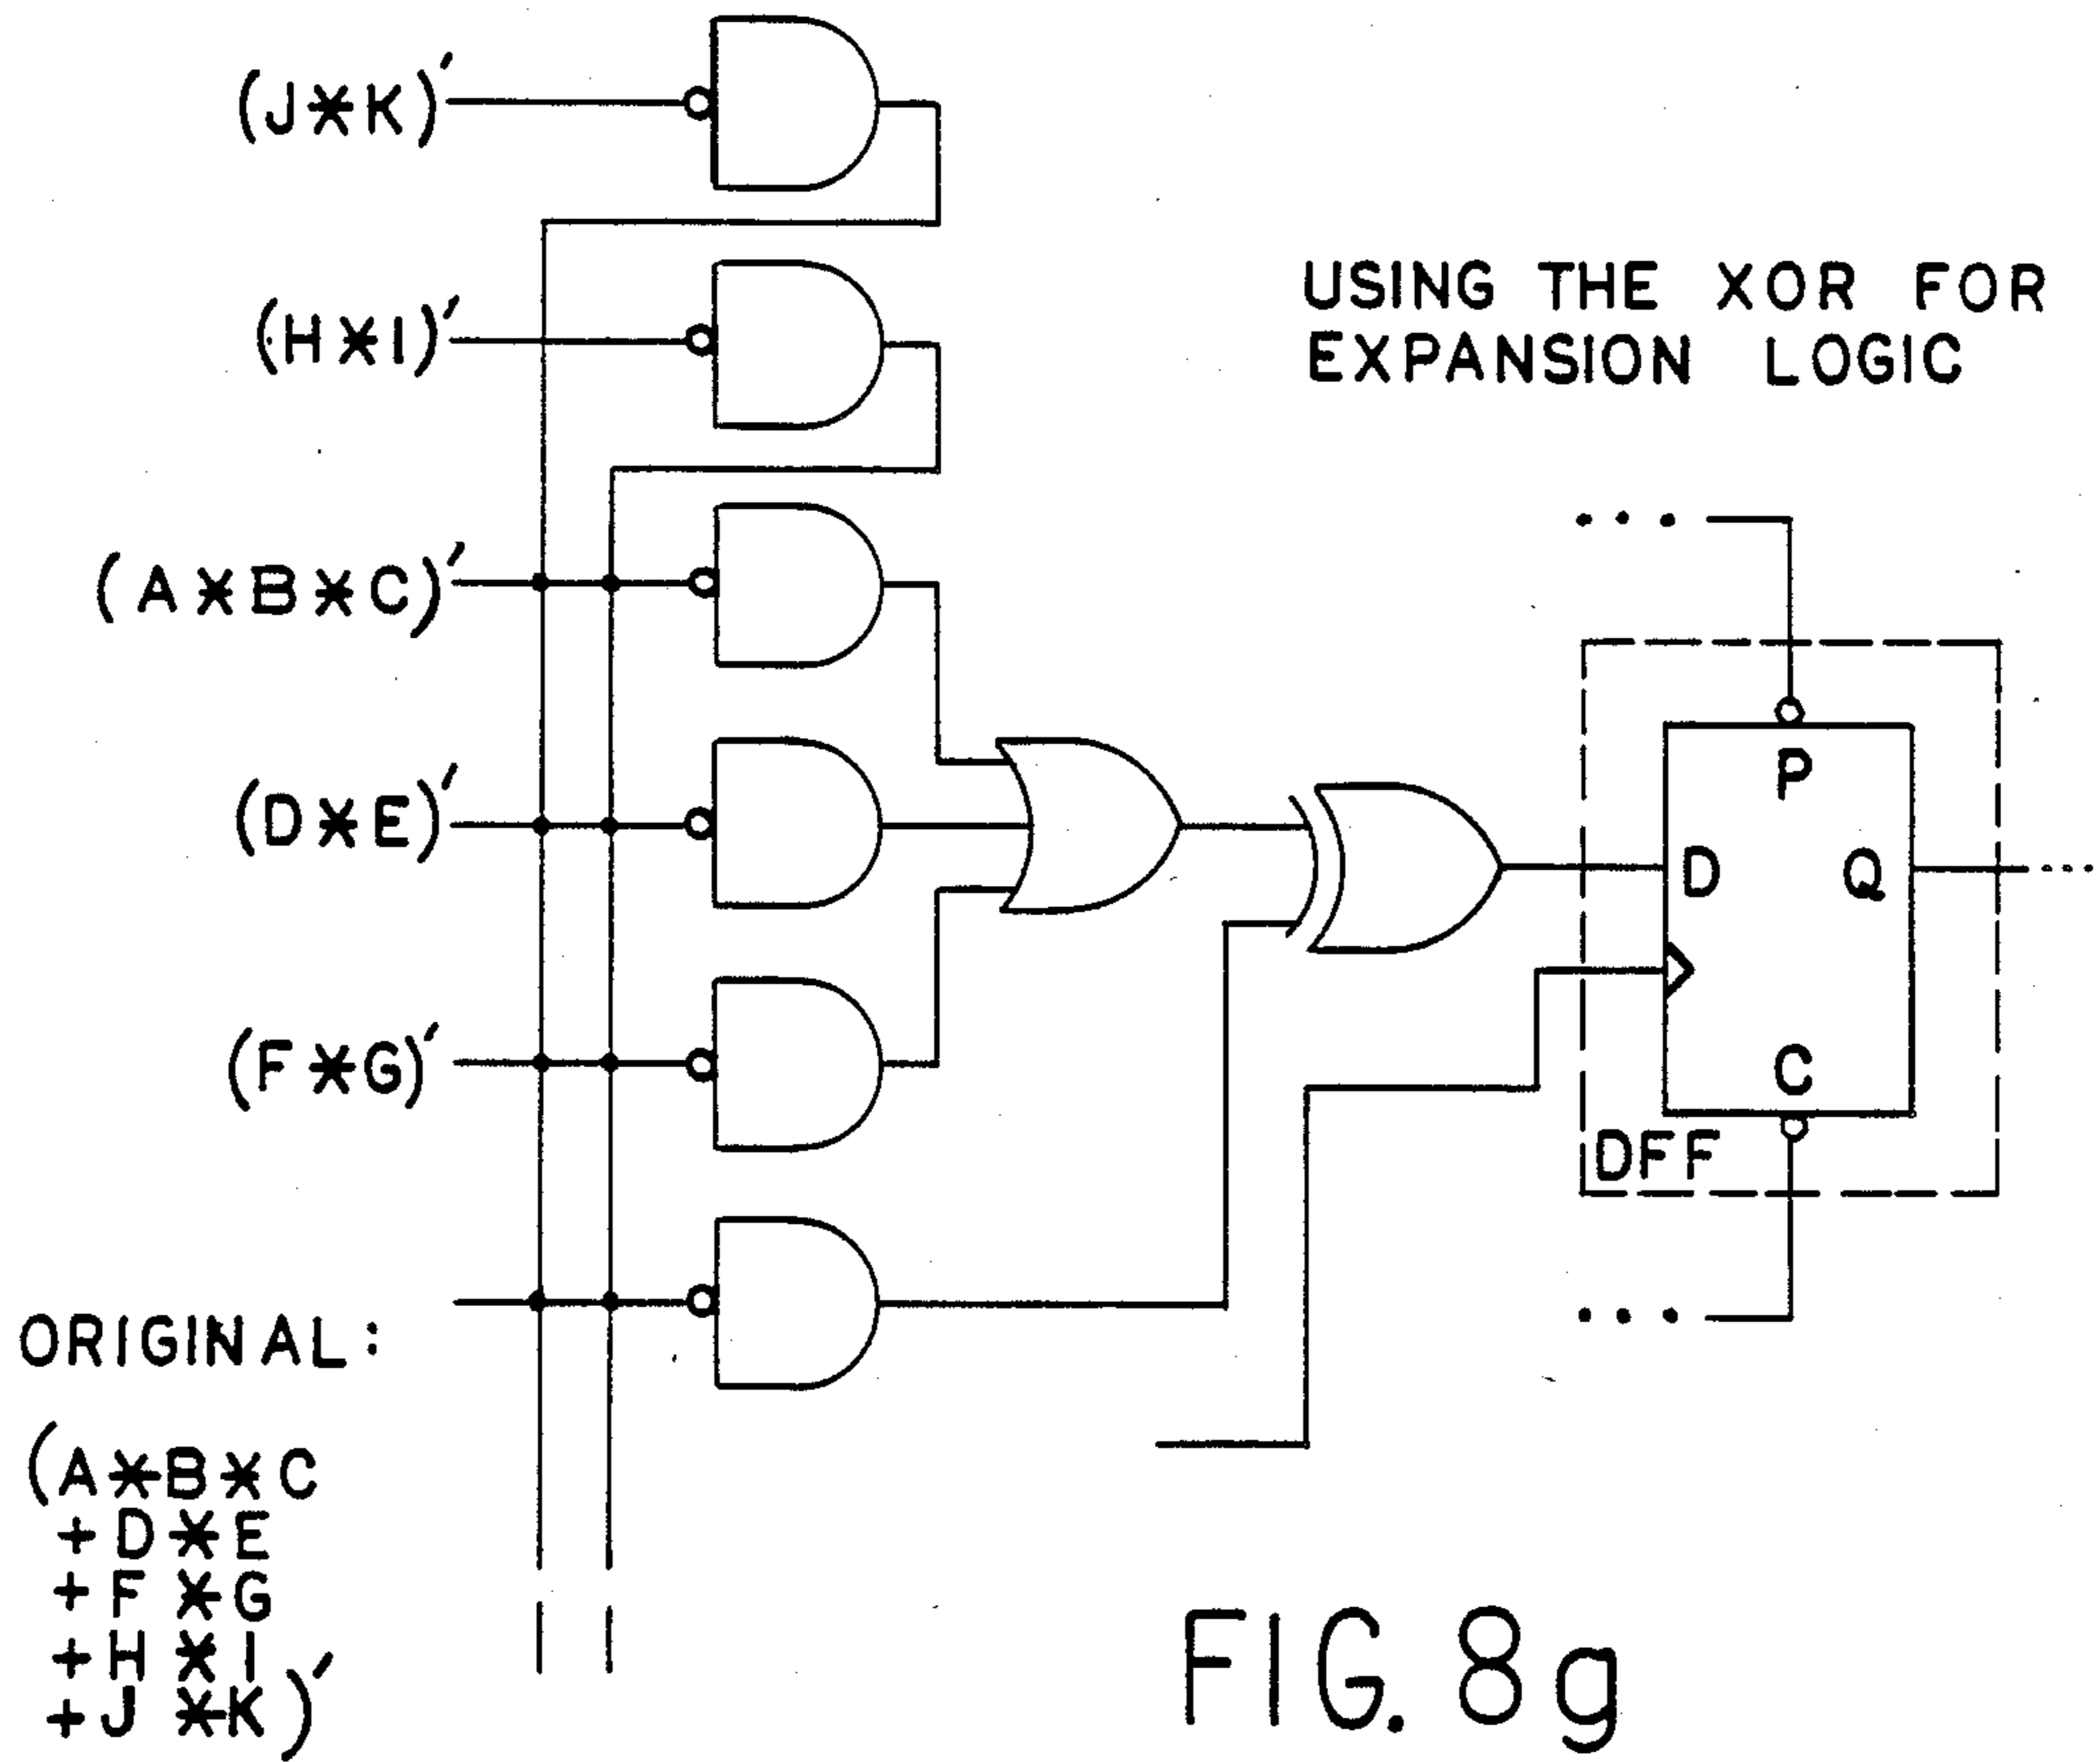 (J*K)′
(H*I)′
USING THE XOR FOR
EXPANSION LOGIC
(A*B*C)′
(D*E)′
P
D
Q
(F*G)′
C
DFF
ORIGINAL:
(A*B*C
+D*E
+F*G
+H*I
+J*K)′
FIG. 8g